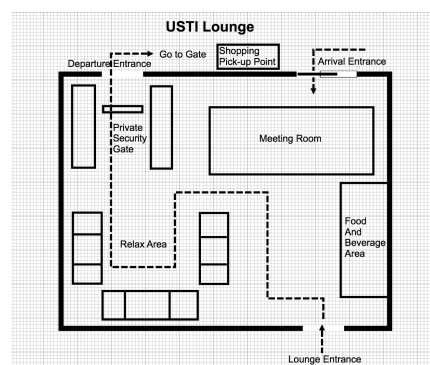 USTI Lounge
Departure Entrance
Go to Gate
Shopping
Pick-up Point
Arrival Entrance
Private
Security
Gate
Meeting Room
Relax Area
Food
And
Beverage
Area
Lounge Entrance